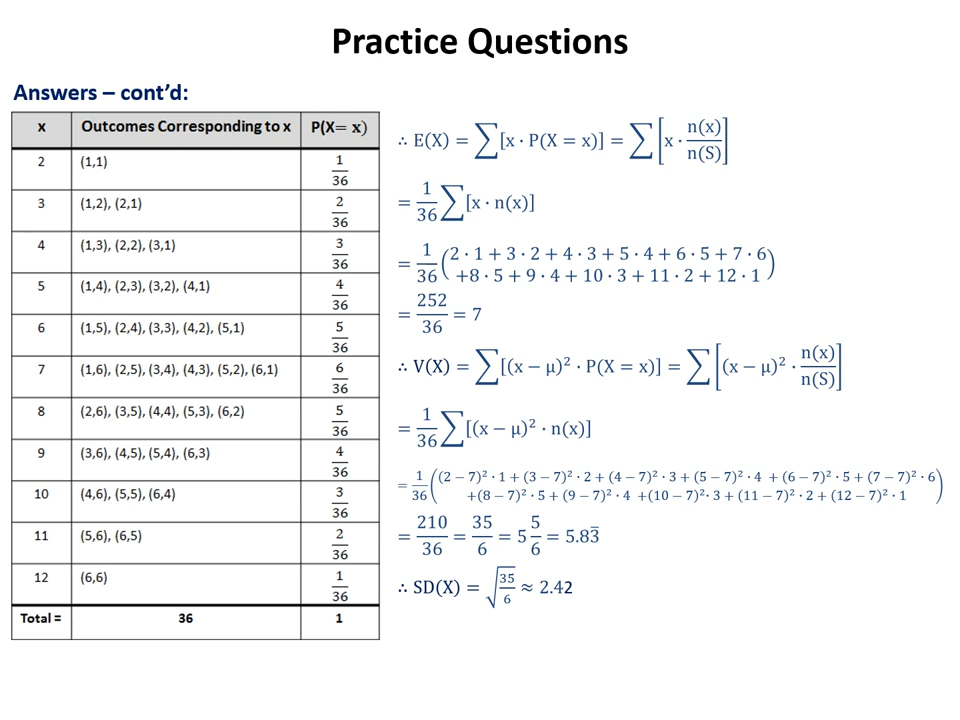 Practice Questions
Answers – cont’d:
x Outcomes Corresponding to x P(X= x)
2 (1,1) 1/36
3 (1,2), (2,1) 2/36
4 (1,3), (2,2), (3,1) 3/36
5 (1,4), (2,3), (3,2), (4,1) 4/36
6 (1,5), (2,4), (3,3), (4,2), (5,1) 5/36
7 (1,6), (2,5), (3,4), (4,3), (5,2), (6,1) 6/36
8 (2,6), (3,5), (4,4), (5,3), (6,2) 5/36
9 (3,6), (4,5), (5,4), (6,3) 4/36
10 (4,6), (5,5), (6,4) 3/36
11 (5,6), (6,5) 2/36
12 (6,6) 1/36
Total = 36 1
∴ E(X) = ∑[x · P(X = x)] = ∑[x · n(x)/n(S)]
= 1/36 ∑[x · n(x)]
= 1/36 (2 · 1 + 3 · 2 + 4 · 3 + 5 · 4 + 6 · 5 + 7 · 6
+8 · 5 + 9 · 4 + 10 · 3 + 11 · 2 + 12 · 1)
= 252/36 = 7
∴ V(X) = ∑[(x − μ)² · P(X = x)] = ∑[(x − μ)² · n(x)/n(S)]
= 1/36 ∑[(x − μ)² · n(x)]
= 1/36 ((2 − 7)² · 1 + (3 − 7)² · 2 + (4 − 7)² · 3 + (5 − 7)² · 4 + (6 − 7)² · 5 + (7 − 7)² · 6
+(8 − 7)² · 5 + (9 − 7)² · 4 +(10 − 7)² · 3 + (11 − 7)² · 2 + (12 − 7)² · 1)
= 210/36 = 35/6 = 5 5/6 = 5.83̅
∴ SD(X) = √(35/6) ≈ 2.42